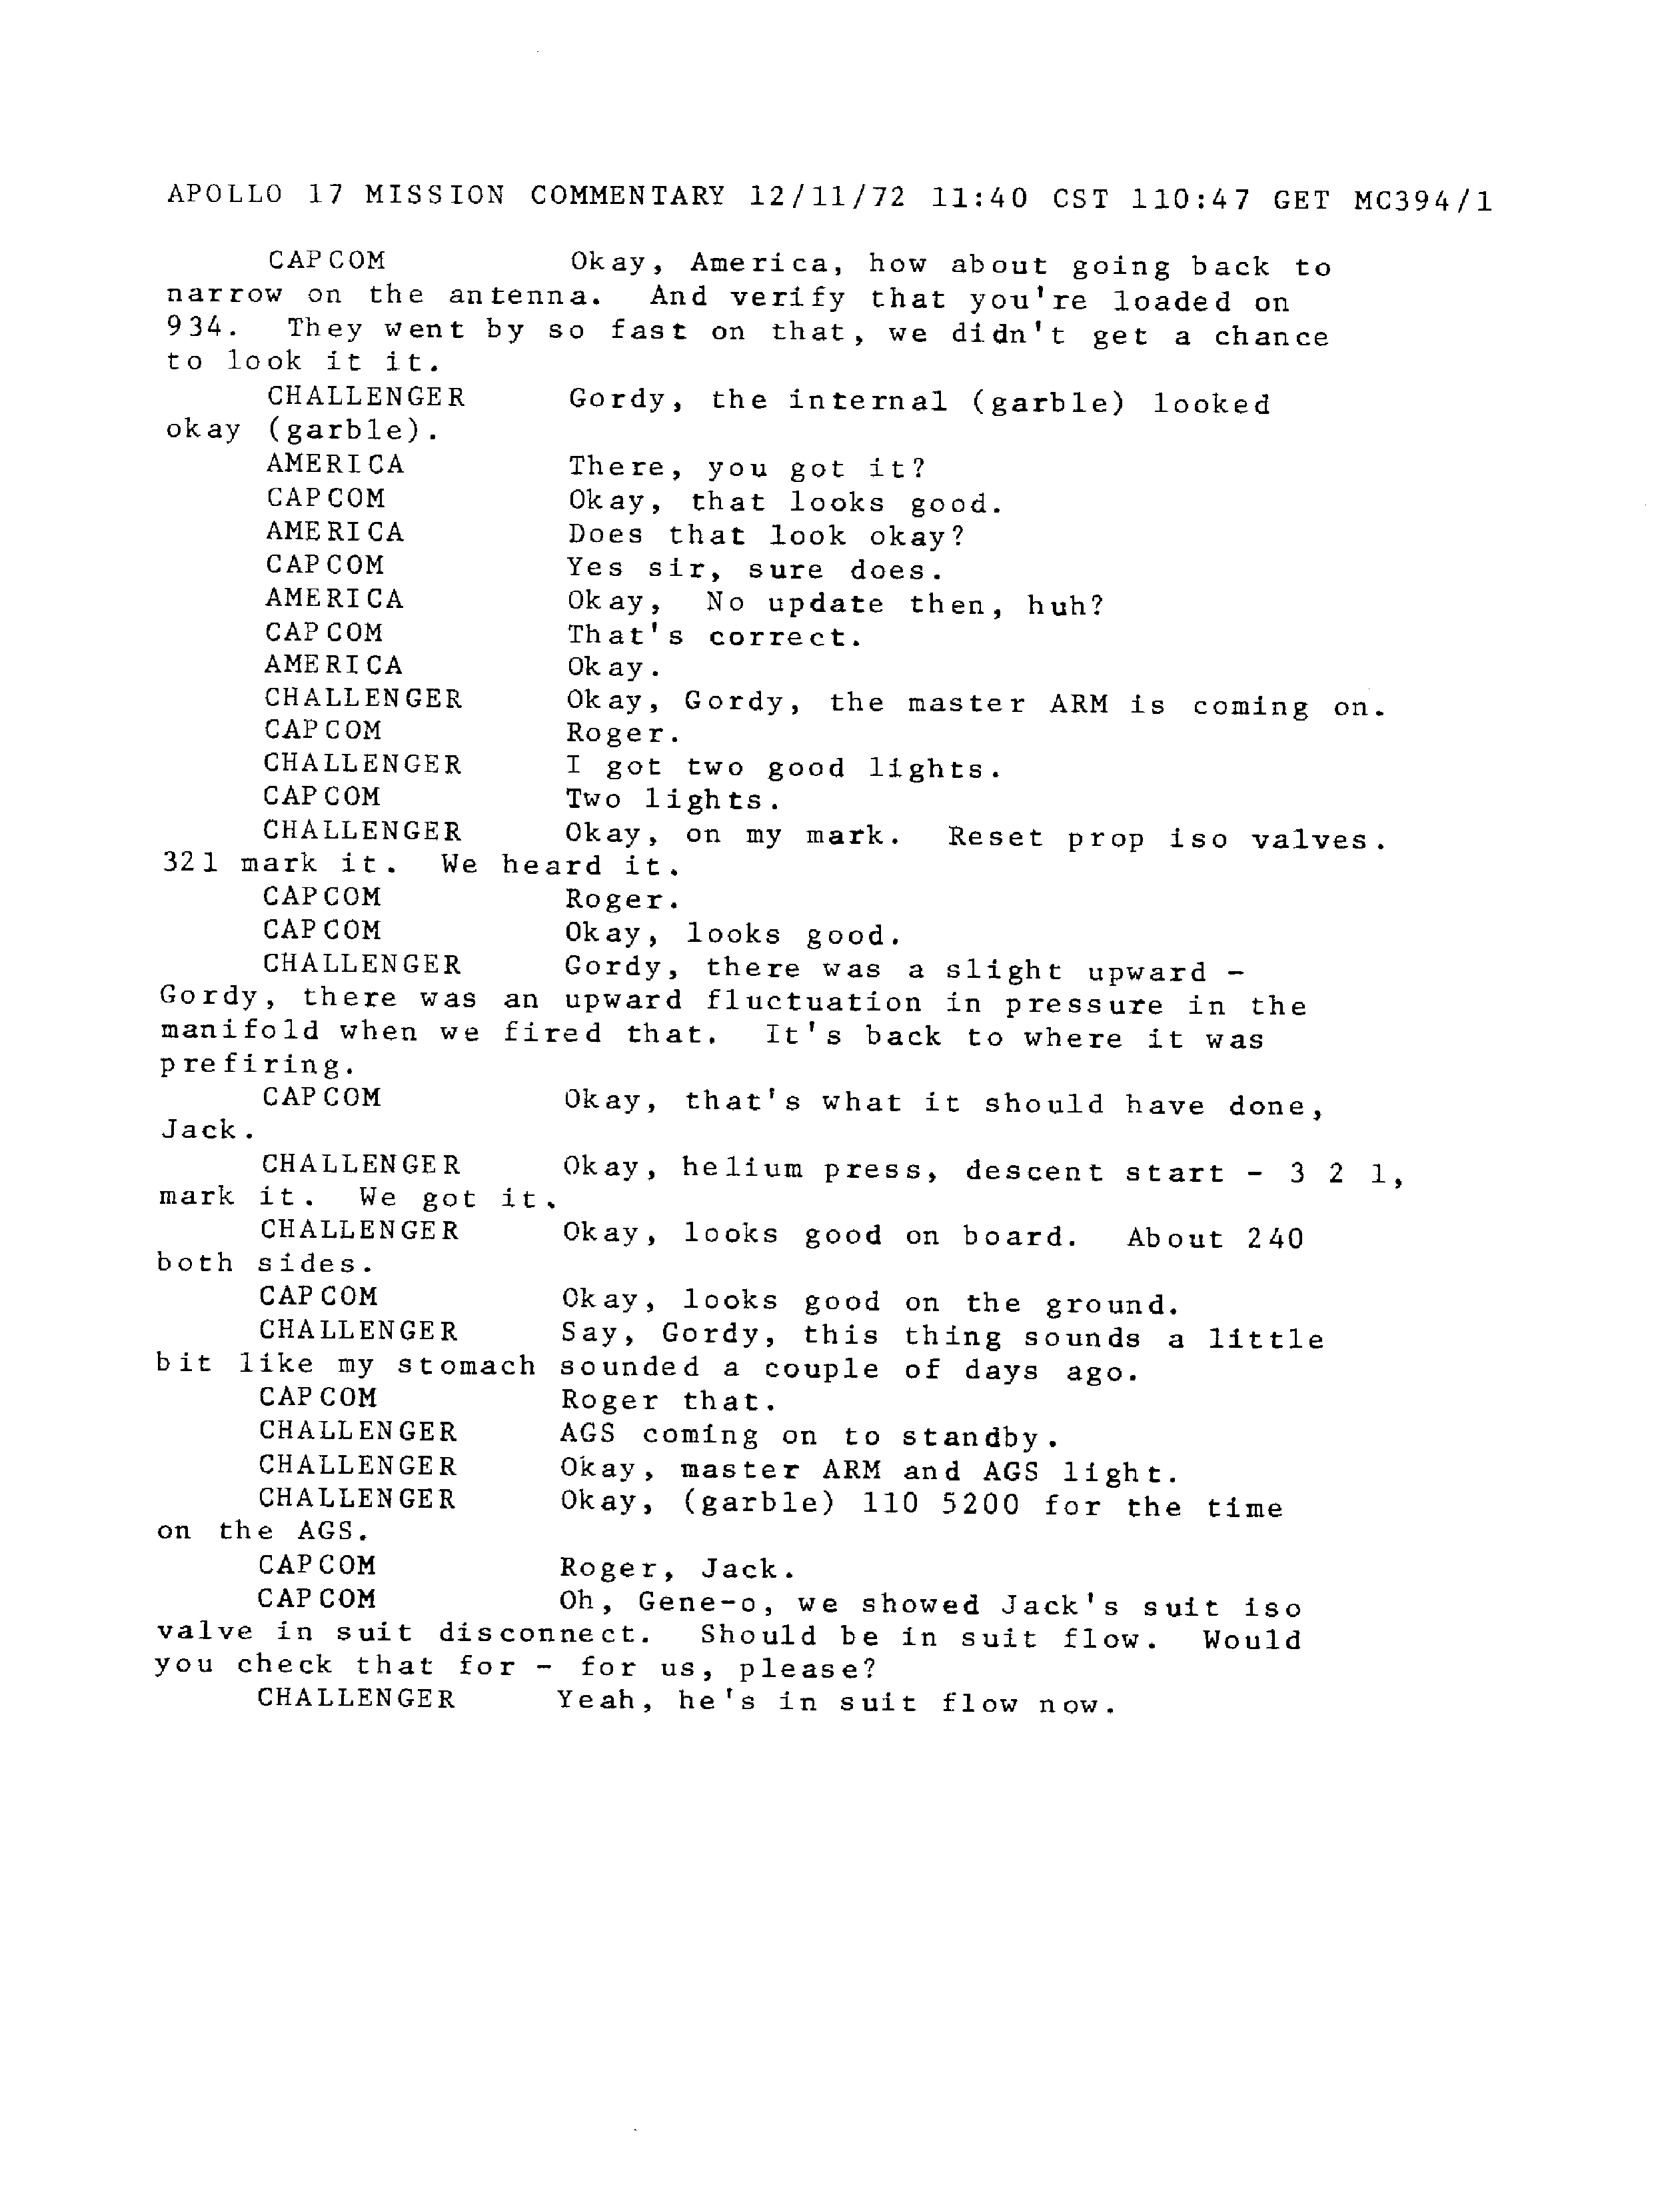 APOLLO 17 MISSION COMMENTARY 12/11/72 11:40 CST 110:47 GET MC394/1
CAPCOM Okay, America, how about going back to
narrow on the antenna. And verify that you're loaded on
934. They went by so fast on that, we didn't get a chance
to look it it.
CHALLENGER Gordy, the internal (garble) looked
okay (garble).
AMERICA There, you got it?
CAPCOM Okay, that looks good.
AMERICA Does that look okay?
CAPCOM Yes sir, sure does.
AMERICA Okay, No update then, huh?
CAPCOM That's correct.
AMERICA Okay.
CHALLENGER Okay, Gordy, the master ARM is coming on.
CAPCOM Roger.
CHALLENGER I got two good lights.
CAPCOM Two lights.
CHALLENGER Okay, on my mark. Reset prop iso valves.
321 mark it. We heard it.
CAPCOM Roger.
CAPCOM Okay, looks good.
CHALLENGER Gordy, there was a slight upward -
Gordy, there was an upward fluctuation in pressure in the
manifold when we fired that. It's back to where it was
prefiring.
CAPCOM Okay, that's what it should have done,
Jack.
CHALLENGER Okay, helium press, descent start - 3 2 1,
mark it. We got it.
CHALLENGER Okay, looks good on board. About 240
both sides.
CAPCOM Okay, looks good on the ground.
CHALLENGER Say, Gordy, this thing sounds a little
bit like my stomach sounded a couple of days ago.
CAPCOM Roger that.
CHALLENGER AGS coming on to standby.
CHALLENGER Okay, master ARM and AGS light.
CHALLENGER Okay, (garble) 110 5200 for the time
on the AGS.
CAPCOM Roger, Jack.
CAPCOM Oh, Gene-o, we showed Jack's suit iso
valve in suit disconnect. Should be in suit flow. Would
you check that for - for us, please?
CHALLENGER Yeah, he's in suit flow now.